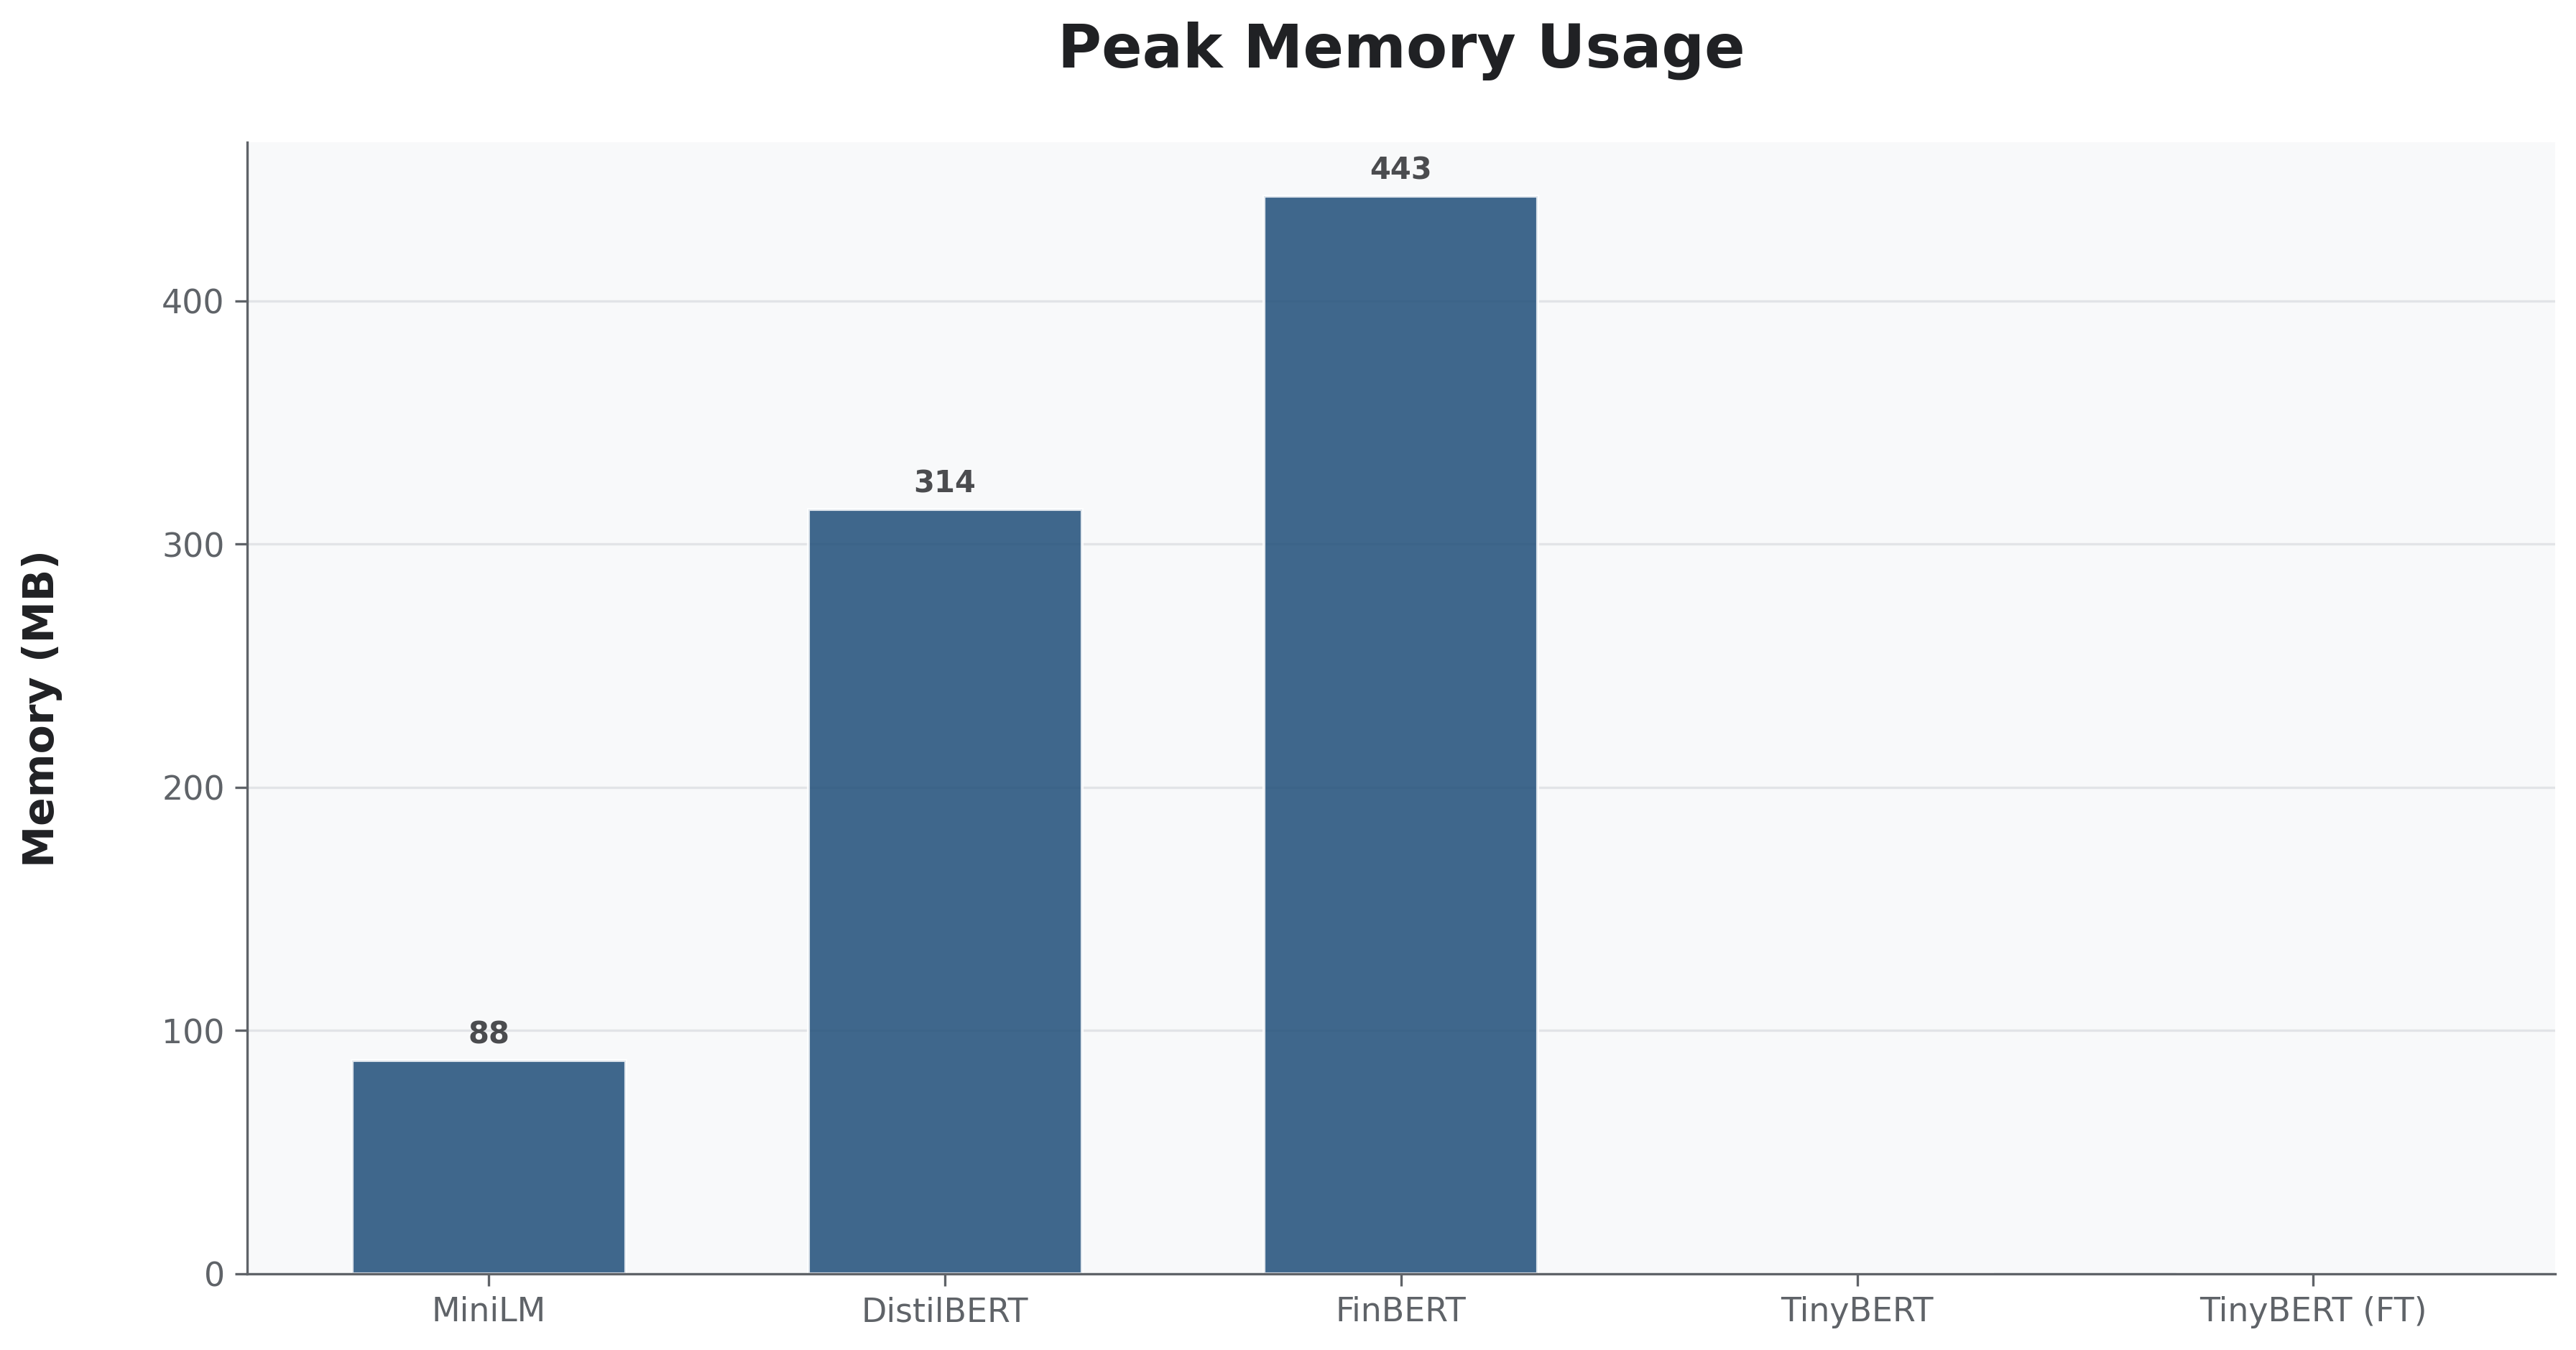 Peak Memory Usage
Memory (MB)
400
300
200
100
0
443
314
88
MiniLM
DistilBERT
FinBERT
TinyBERT
TinyBERT (FT)